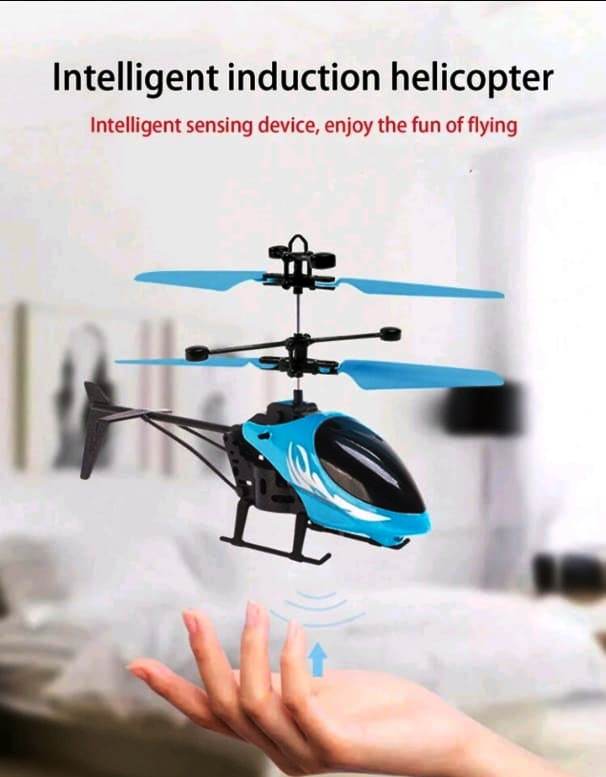 Intelligent induction helicopter
Intelligent sensing device, enjoy the fun of flying